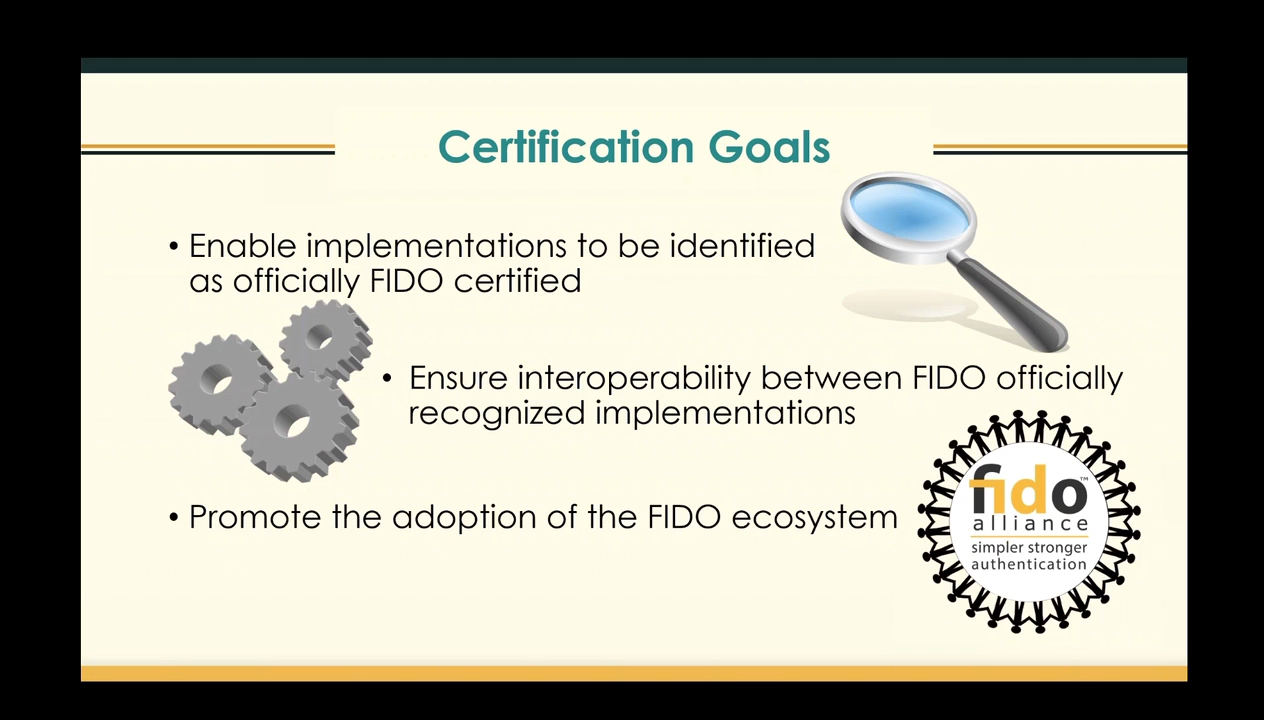 Certification Goals
• Enable implementations to be identified
as officially FIDO certified
• Ensure interoperability between FIDO officially
recognized implementations
• Promote the adoption of the FIDO ecosystem
fido™
alliance
simpler stronger
authentication